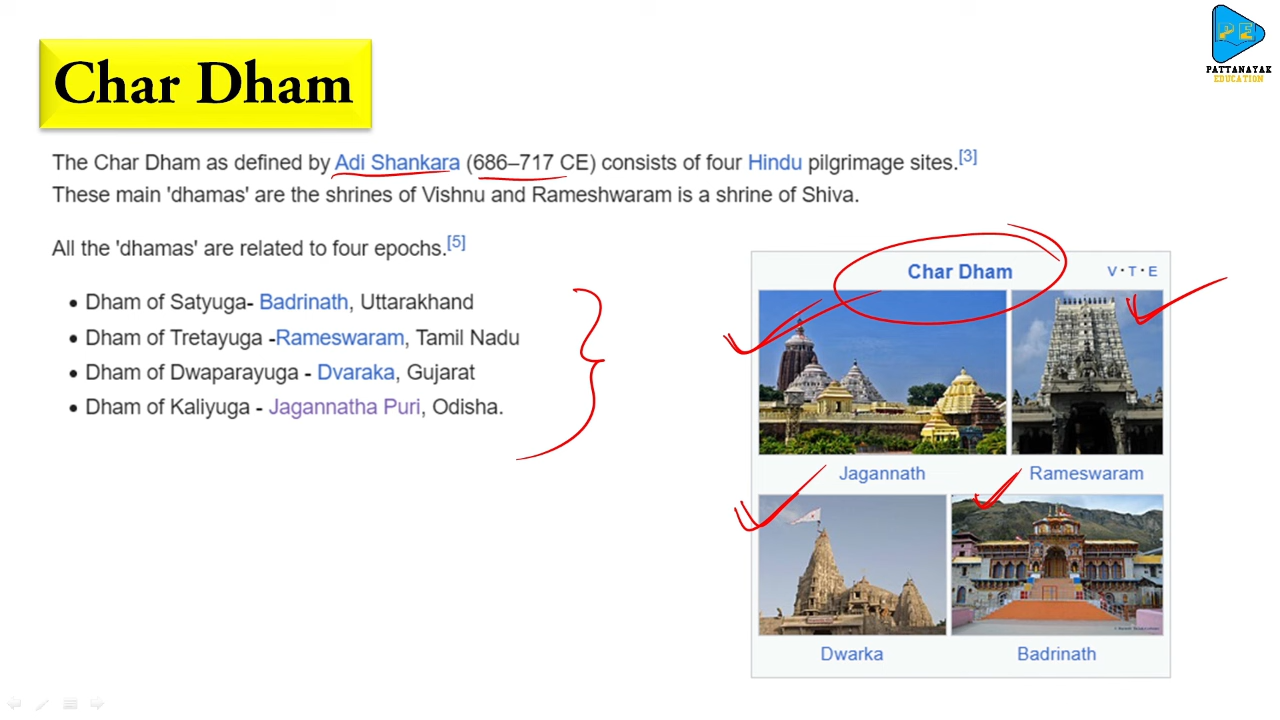 PE
PATTANAYAK
EDUCATION
Char Dham
The Char Dham as defined by Adi Shankara (686–717 CE) consists of four Hindu pilgrimage sites.[3]
These main 'dhamas' are the shrines of Vishnu and Rameshwaram is a shrine of Shiva.
All the 'dhamas' are related to four epochs.[5]
• Dham of Satyuga- Badrinath, Uttarakhand
• Dham of Tretayuga -Rameswaram, Tamil Nadu
• Dham of Dwaparayuga - Dvaraka, Gujarat
• Dham of Kaliyuga - Jagannatha Puri, Odisha.
Char Dham V · T · E
Jagannath Rameswaram
Dwarka Badrinath